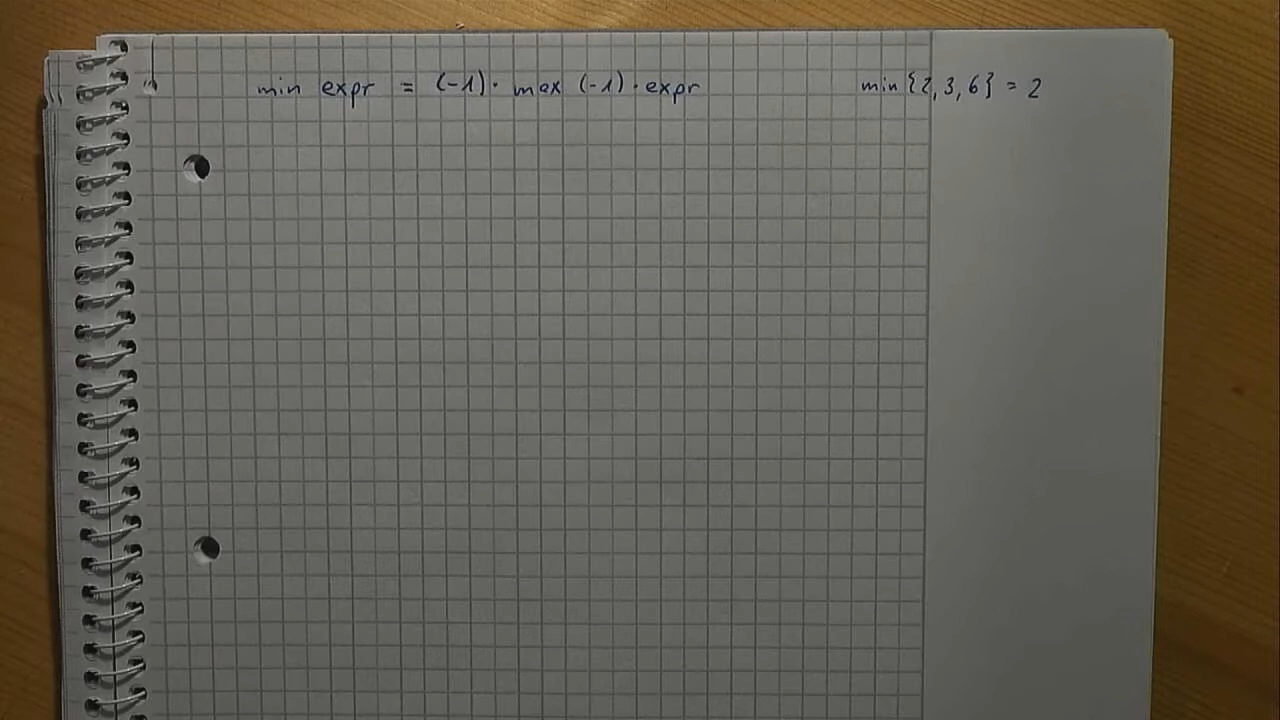 min expr = (-1)· max (-1)·expr
min {2,3,6} = 2